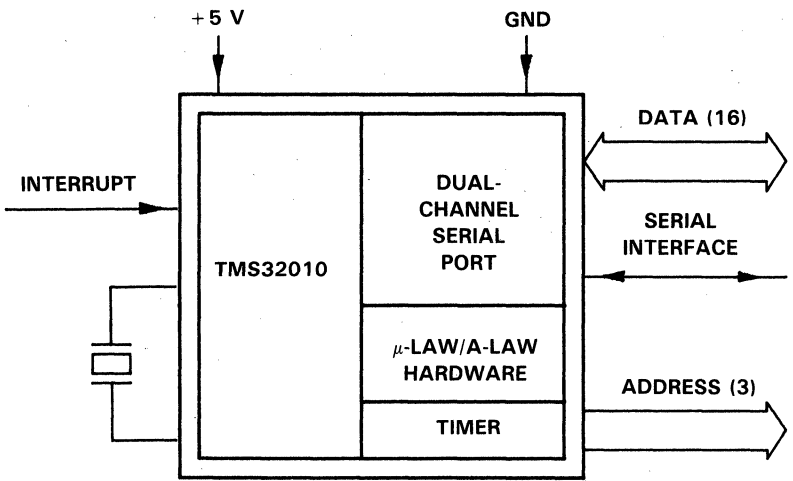 +5 V
GND
DATA (16)
INTERRUPT
DUAL-
CHANNEL
SERIAL
PORT
SERIAL
INTERFACE
TMS32010
μ-LAW/A-LAW
HARDWARE
ADDRESS (3)
TIMER